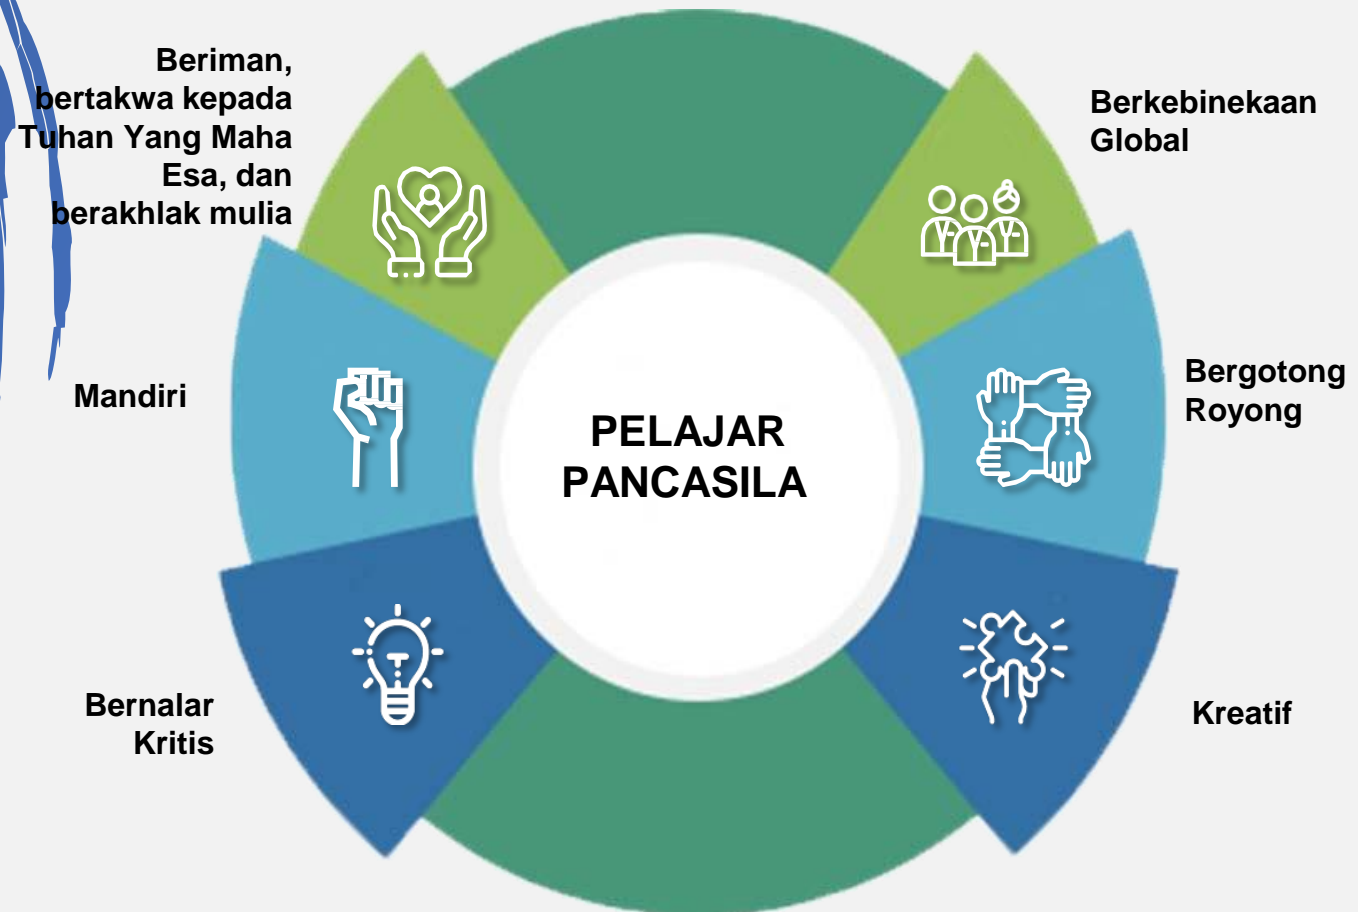 Beriman,
bertakwa kepada
Tuhan Yang Maha
Esa, dan
berakhlak mulia
Berkebinekaan
Global
Mandiri
Bergotong
Royong
PELAJAR
PANCASILA
Bernalar
Kritis
Kreatif